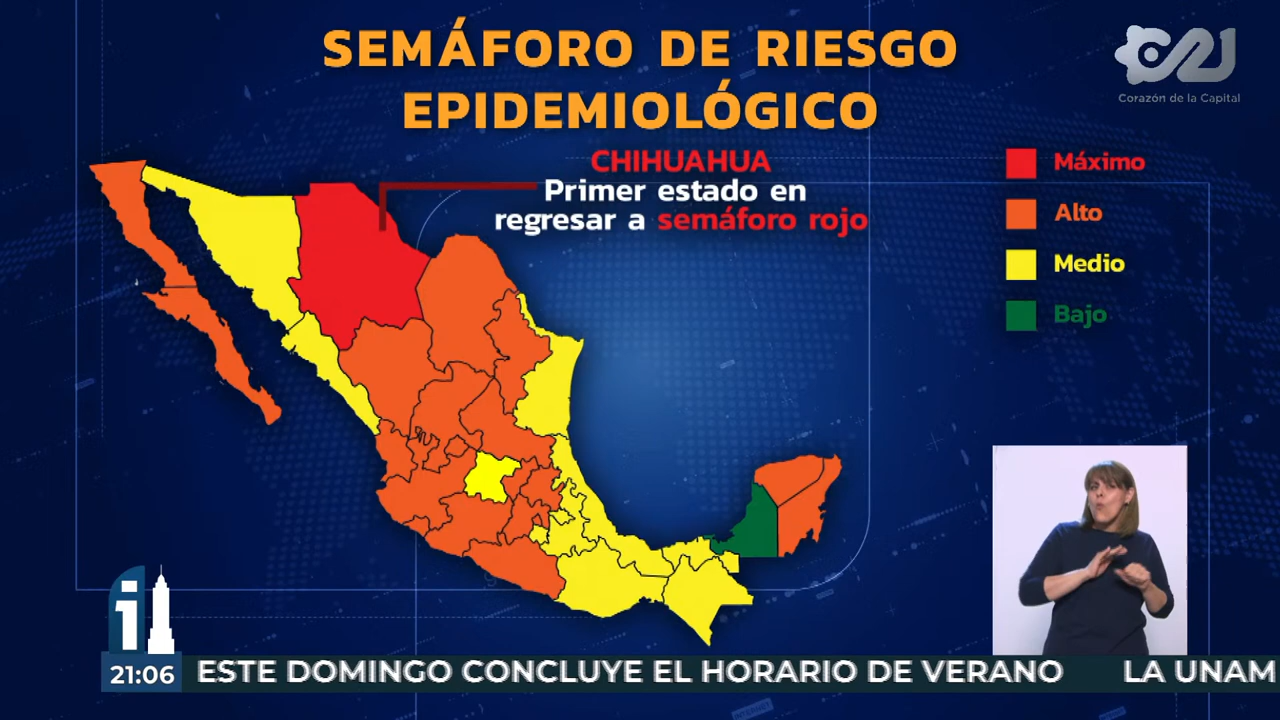 SEMÁFORO DE RIESGO
EPIDEMIOLÓGICO
C21
Corazón de la Capital
CHIHUAHUA
Primer estado en
regresar a semáforo rojo
Máximo
Alto
Medio
Bajo
i
21:06
ESTE DOMINGO CONCLUYE EL HORARIO DE VERANO
LA UNAM